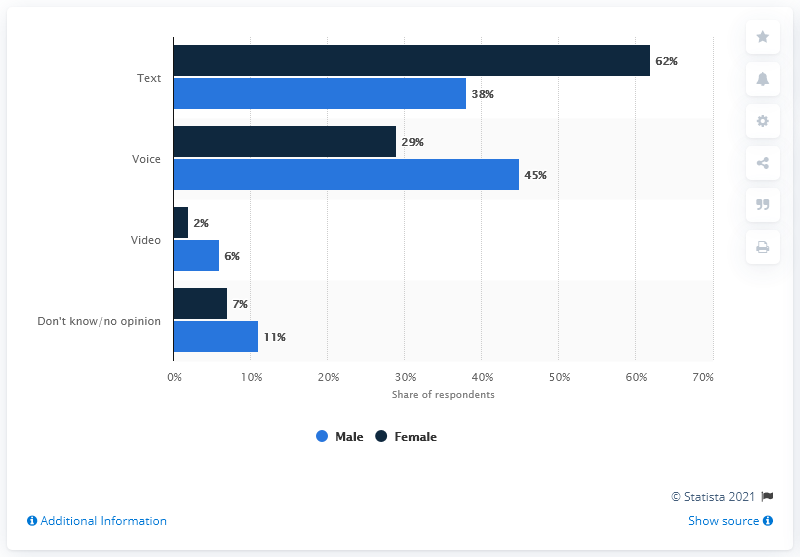 Text
62%
38%
Voice
29%
45%
Video
2%
6%
Don't know/no opinion
7%
11%
0% 10% 20% 30% 40% 50% 60% 70%
Share of respondents
Male Female
© Statista 2021
Additional Information Show source